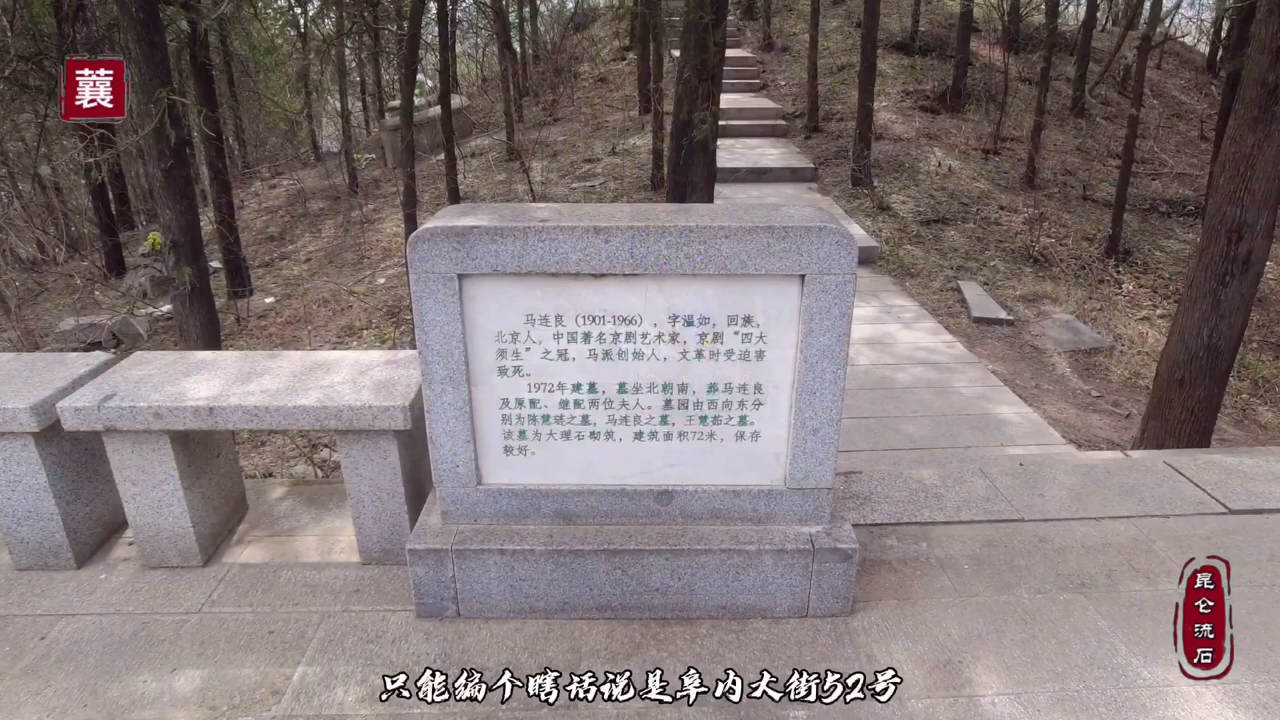 蘘
马连良（1901-1966），字温如，回族，
北京人，中国著名京剧艺术家，京剧“四大
须生”之冠，马派创始人，文革时受迫害
致死。
1972年建墓，墓坐北朝南，葬马连良
及原配、继配两位夫人。墓园由西向东分
别为陈慧琏之墓，马连良之墓，王慧茹之墓。
该墓为大理石砌筑，建筑面积72米，保存
较好。
昆仑流石
只能编个瞎话说是阜内大街52号